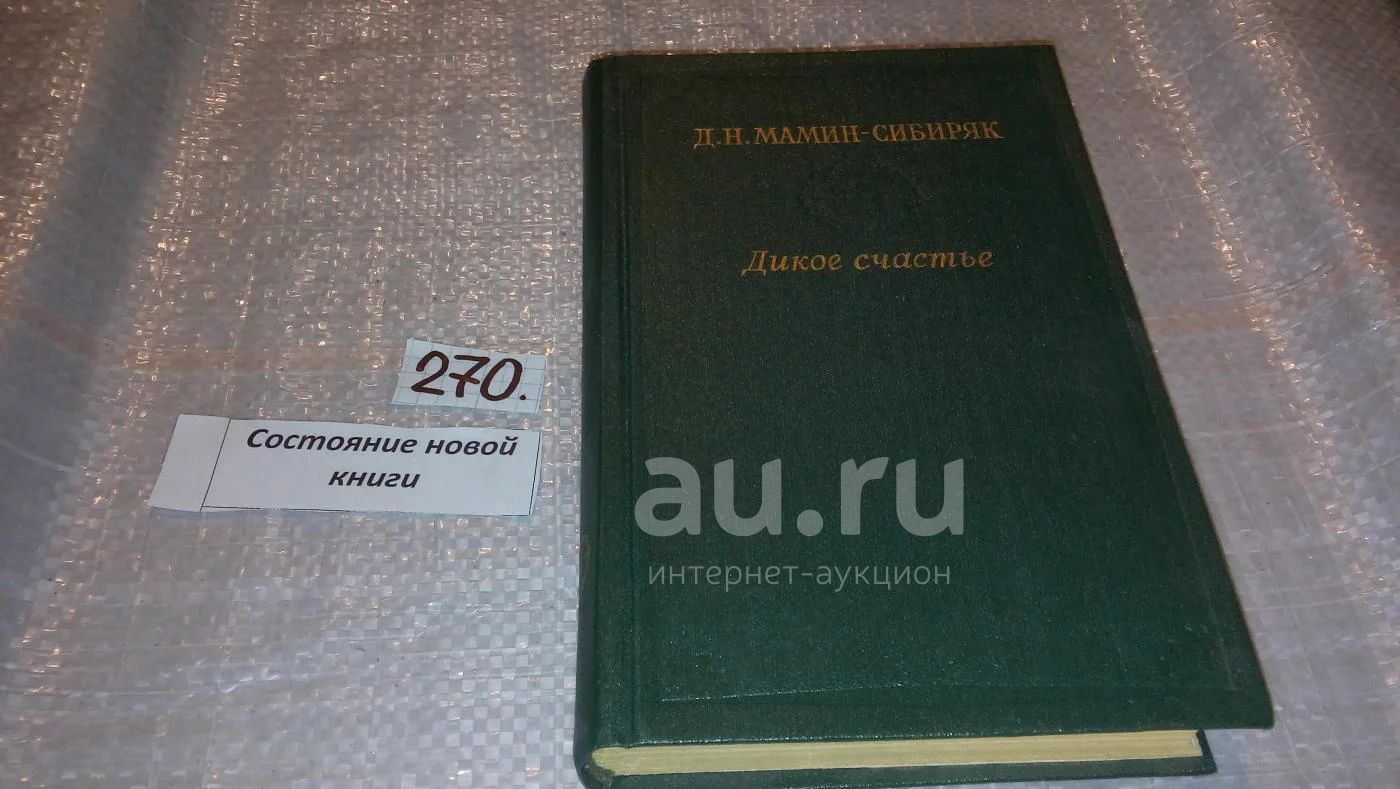 Д.Н. МАМИН-СИБИРЯК
Дикое счастье
270.
Состояние новой
книги
au.ru
интернет-аукцион